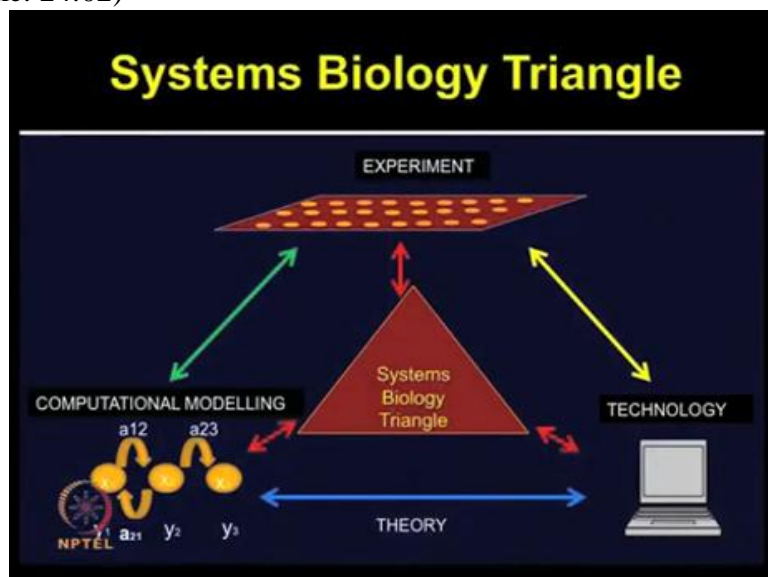 Systems Biology Triangle
EXPERIMENT
Systems
Biology
Triangle
COMPUTATIONAL MODELLING
TECHNOLOGY
a12 a23
x x x
y₁ a₂₁ y₂ y₃
NPTEL
THEORY